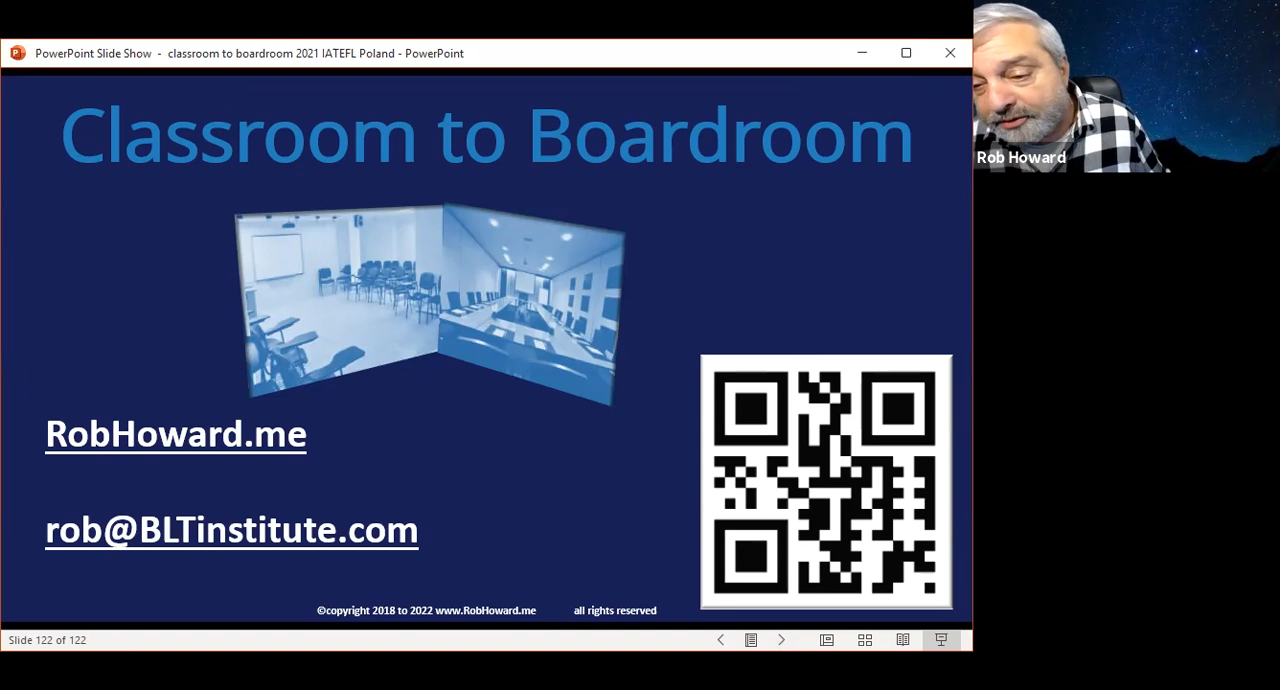 PowerPoint Slide Show - classroom to boardroom 2021 IATEFL Poland - PowerPoint
Rob Howard
Classroom to Boardroom
RobHoward.me
rob@BLTinstitute.com
©copyright 2018 to 2022 www.RobHoward.me all rights reserved
Slide 122 of 122